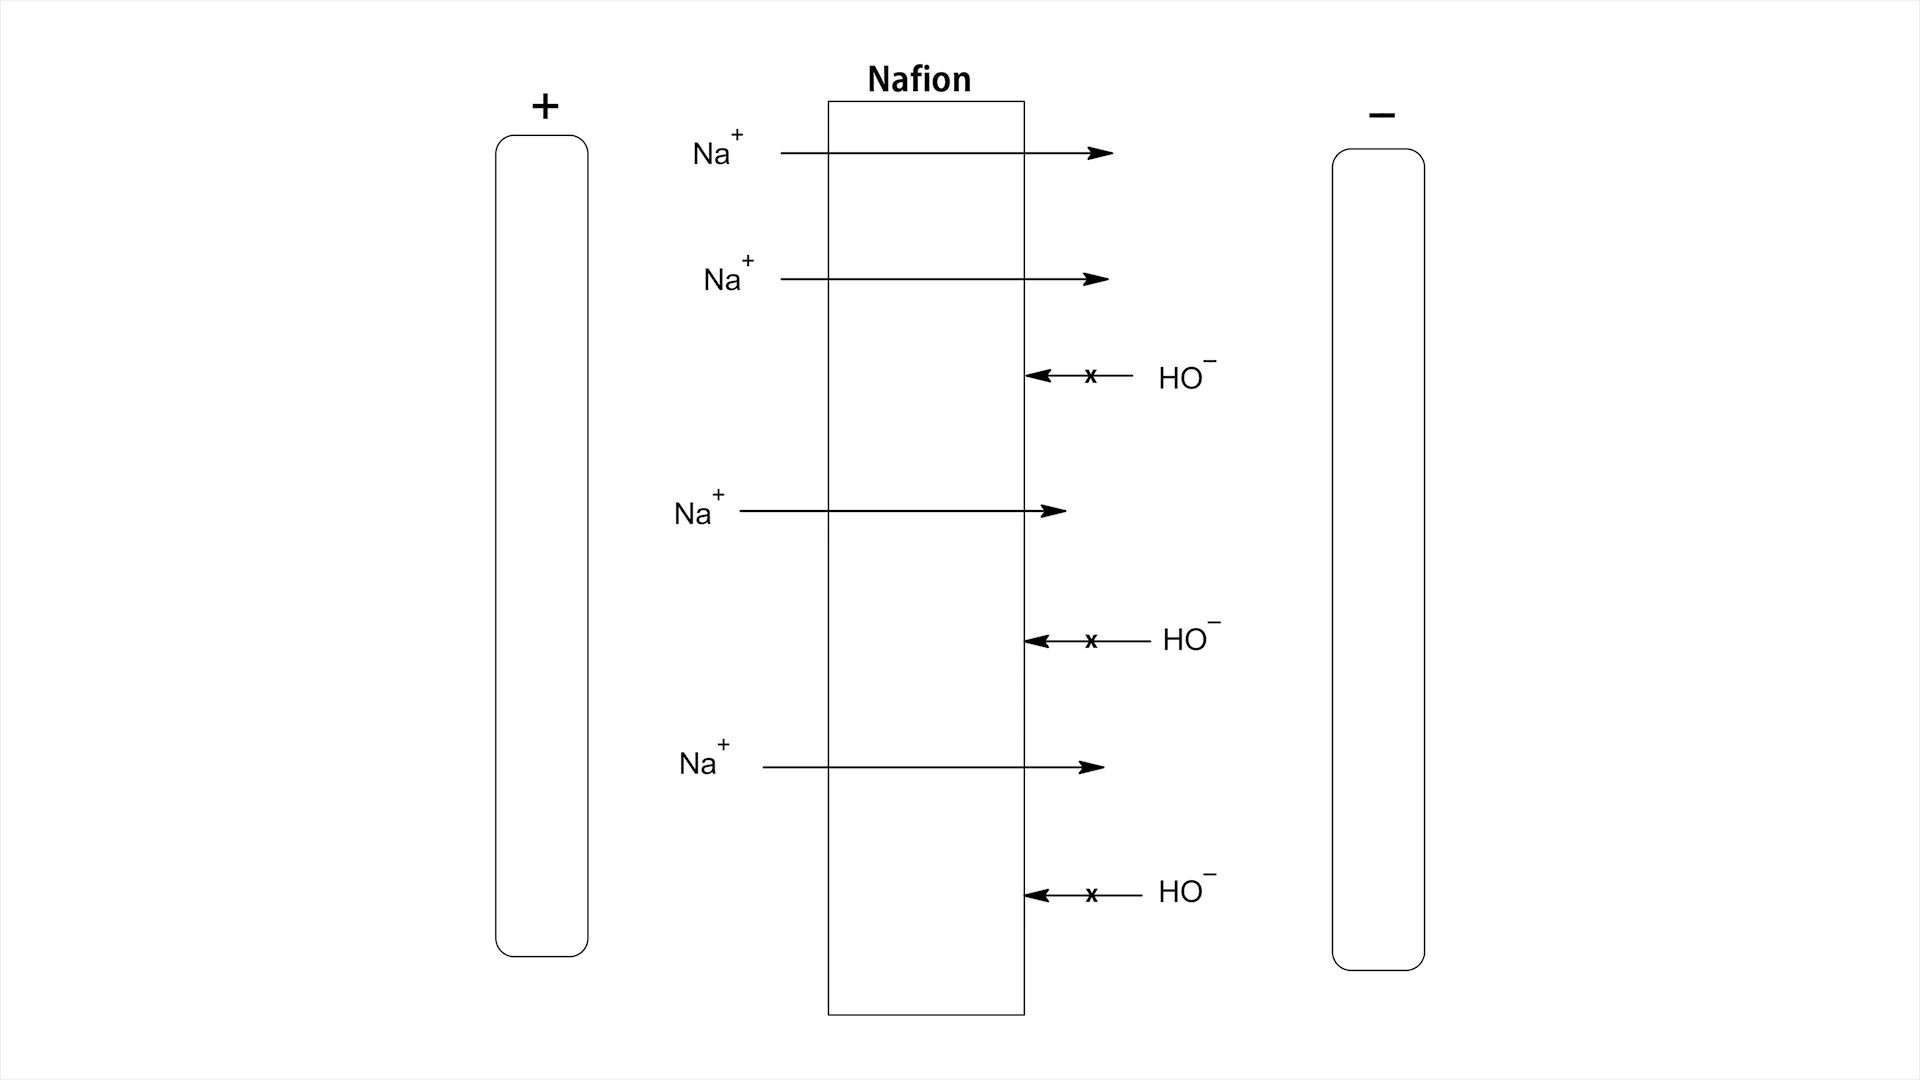 Nafion
+
−
Na⁺
Na⁺
x HO⁻
Na⁺
x HO⁻
Na⁺
x HO⁻